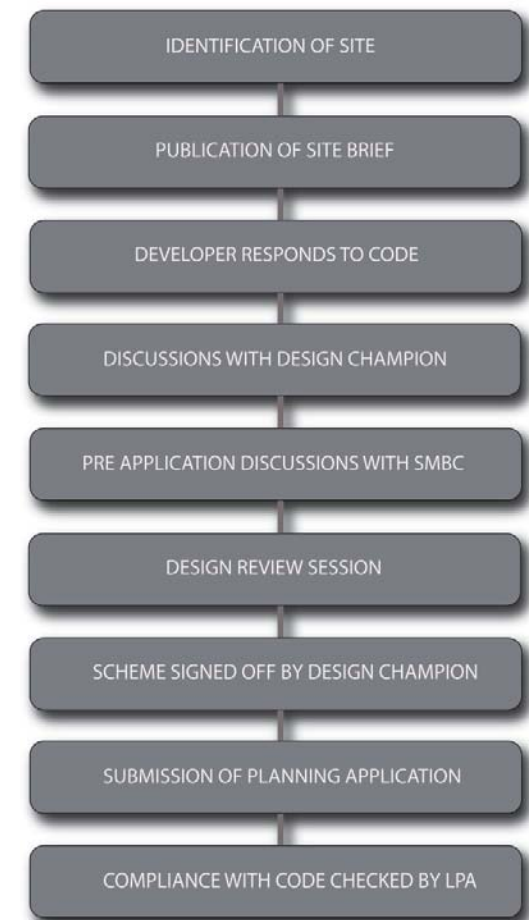 IDENTIFICATION OF SITE
PUBLICATION OF SITE BRIEF
DEVELOPER RESPONDS TO CODE
DISCUSSIONS WITH DESIGN CHAMPION
PRE APPLICATION DISCUSSIONS WITH SMBC
DESIGN REVIEW SESSION
SCHEME SIGNED OFF BY DESIGN CHAMPION
SUBMISSION OF PLANNING APPLICATION
COMPLIANCE WITH CODE CHECKED BY LPA